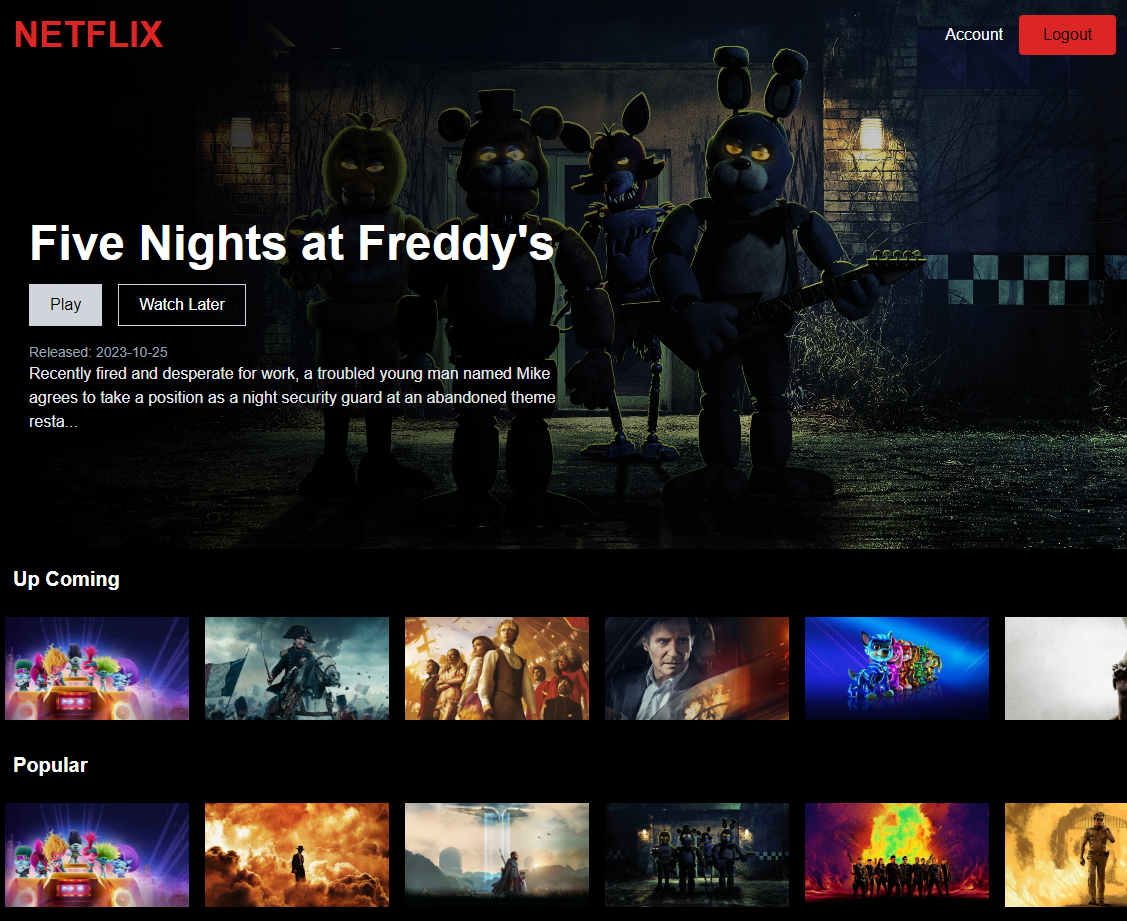 NETFLIX
Account
Logout
Five Nights at Freddy's
Play
Watch Later
Released: 2023-10-25
Recently fired and desperate for work, a troubled young man named Mike
agrees to take a position as a night security guard at an abandoned theme
resta...
Up Coming
Popular